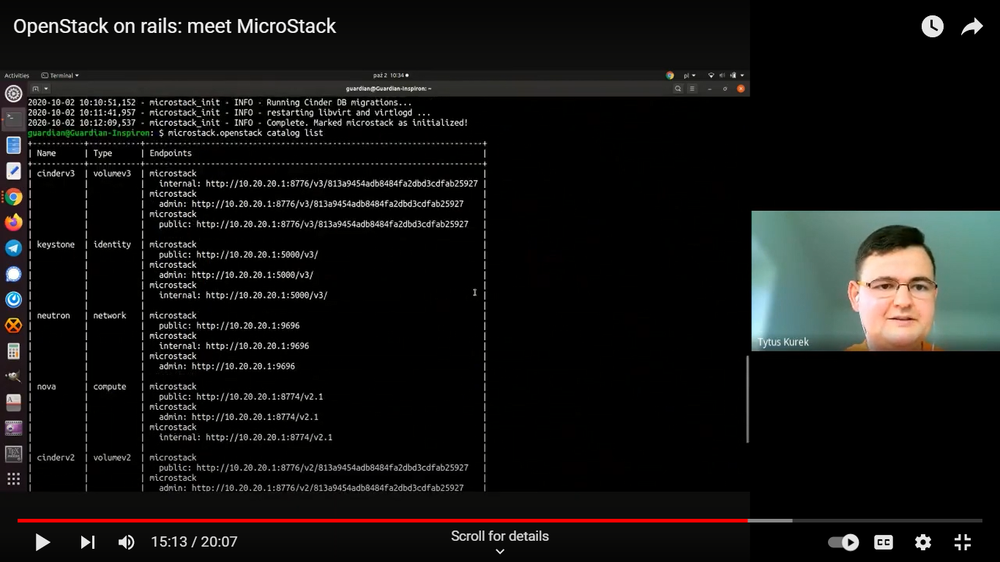 OpenStack on rails: meet MicroStack
Activities
Terminal
paź 2 10:34
pl
guardian@Guardian-Inspiron: ~
2020-10-02 10:10:51,152 - microstack_init - INFO - Running Cinder DB migrations...
2020-10-02 10:11:41,957 - microstack_init - INFO - restarting libvirt and virtlogd ...
2020-10-02 10:12:09,537 - microstack_init - INFO - Complete. Marked microstack as initialized!
guardian@Guardian-Inspiron: $ microstack.openstack catalog list
| Name | Type | Endpoints |
| cinderv3 | volumev3 | microstack
internal: http://10.20.20.1:8776/v3/813a9454adb8484fa2dbd3cdfab25927
microstack
admin: http://10.20.20.1:8776/v3/813a9454adb8484fa2dbd3cdfab25927
microstack
public: http://10.20.20.1:8776/v3/813a9454adb8484fa2dbd3cdfab25927
| keystone | identity | microstack
public: http://10.20.20.1:5000/v3/
microstack
admin: http://10.20.20.1:5000/v3/
microstack
internal: http://10.20.20.1:5000/v3/
| neutron | network | microstack
public: http://10.20.20.1:9696
microstack
internal: http://10.20.20.1:9696
microstack
admin: http://10.20.20.1:9696
| nova | compute | microstack
public: http://10.20.20.1:8774/v2.1
microstack
admin: http://10.20.20.1:8774/v2.1
microstack
internal: http://10.20.20.1:8774/v2.1
| cinderv2 | volumev2 | microstack
public: http://10.20.20.1:8776/v2/813a9454adb8484fa2dbd3cdfab25927
microstack
admin: http://10.20.20.1:8776/v2/813a9454adb8484fa2dbd3cdfab25927
Tytus Kurek
15:13 / 20:07
Scroll for details
CC